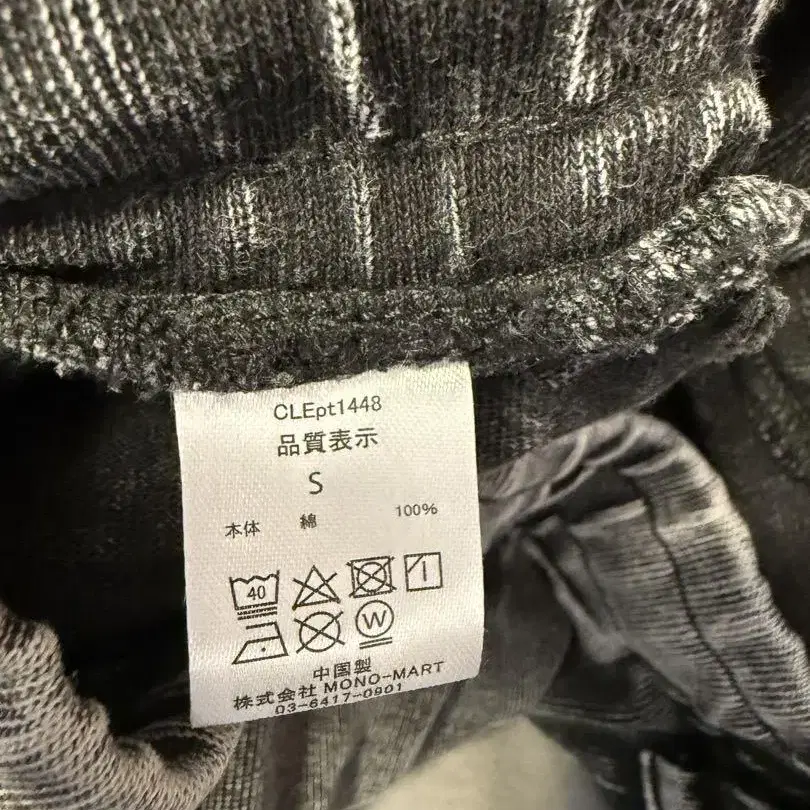 CLEpt1448
品質表示
S
本体 綿 100%
40
W
中国製
株式会社 MONO-MART
03-6417-0901